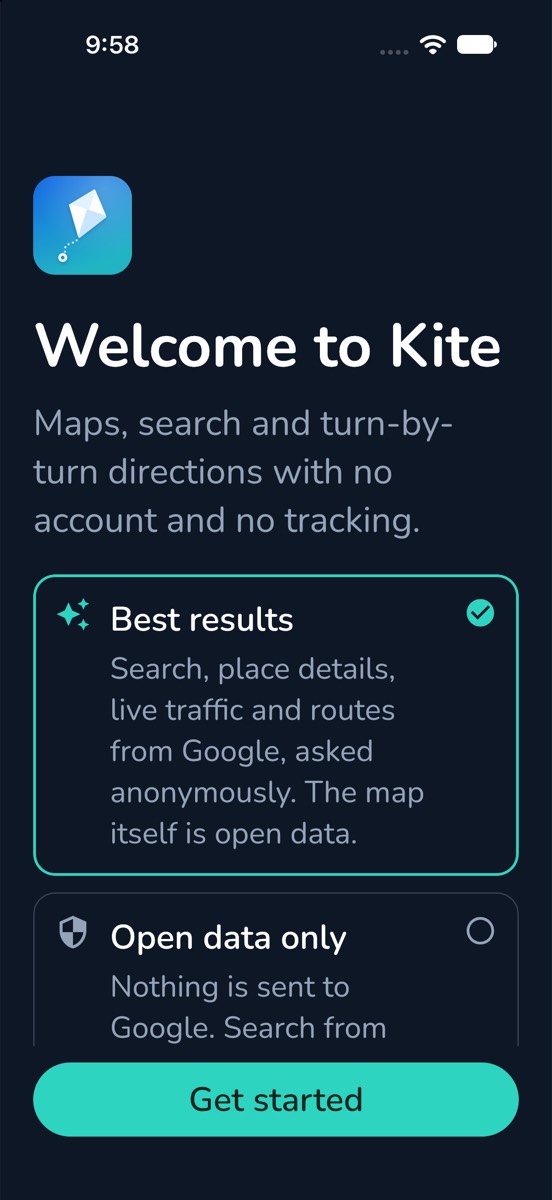 9:58
Welcome to Kite
Maps, search and turn-by-
turn directions with no
account and no tracking.
Best results
Search, place details,
live traffic and routes
from Google, asked
anonymously. The map
itself is open data.
Open data only
Nothing is sent to
Google. Search from
Get started